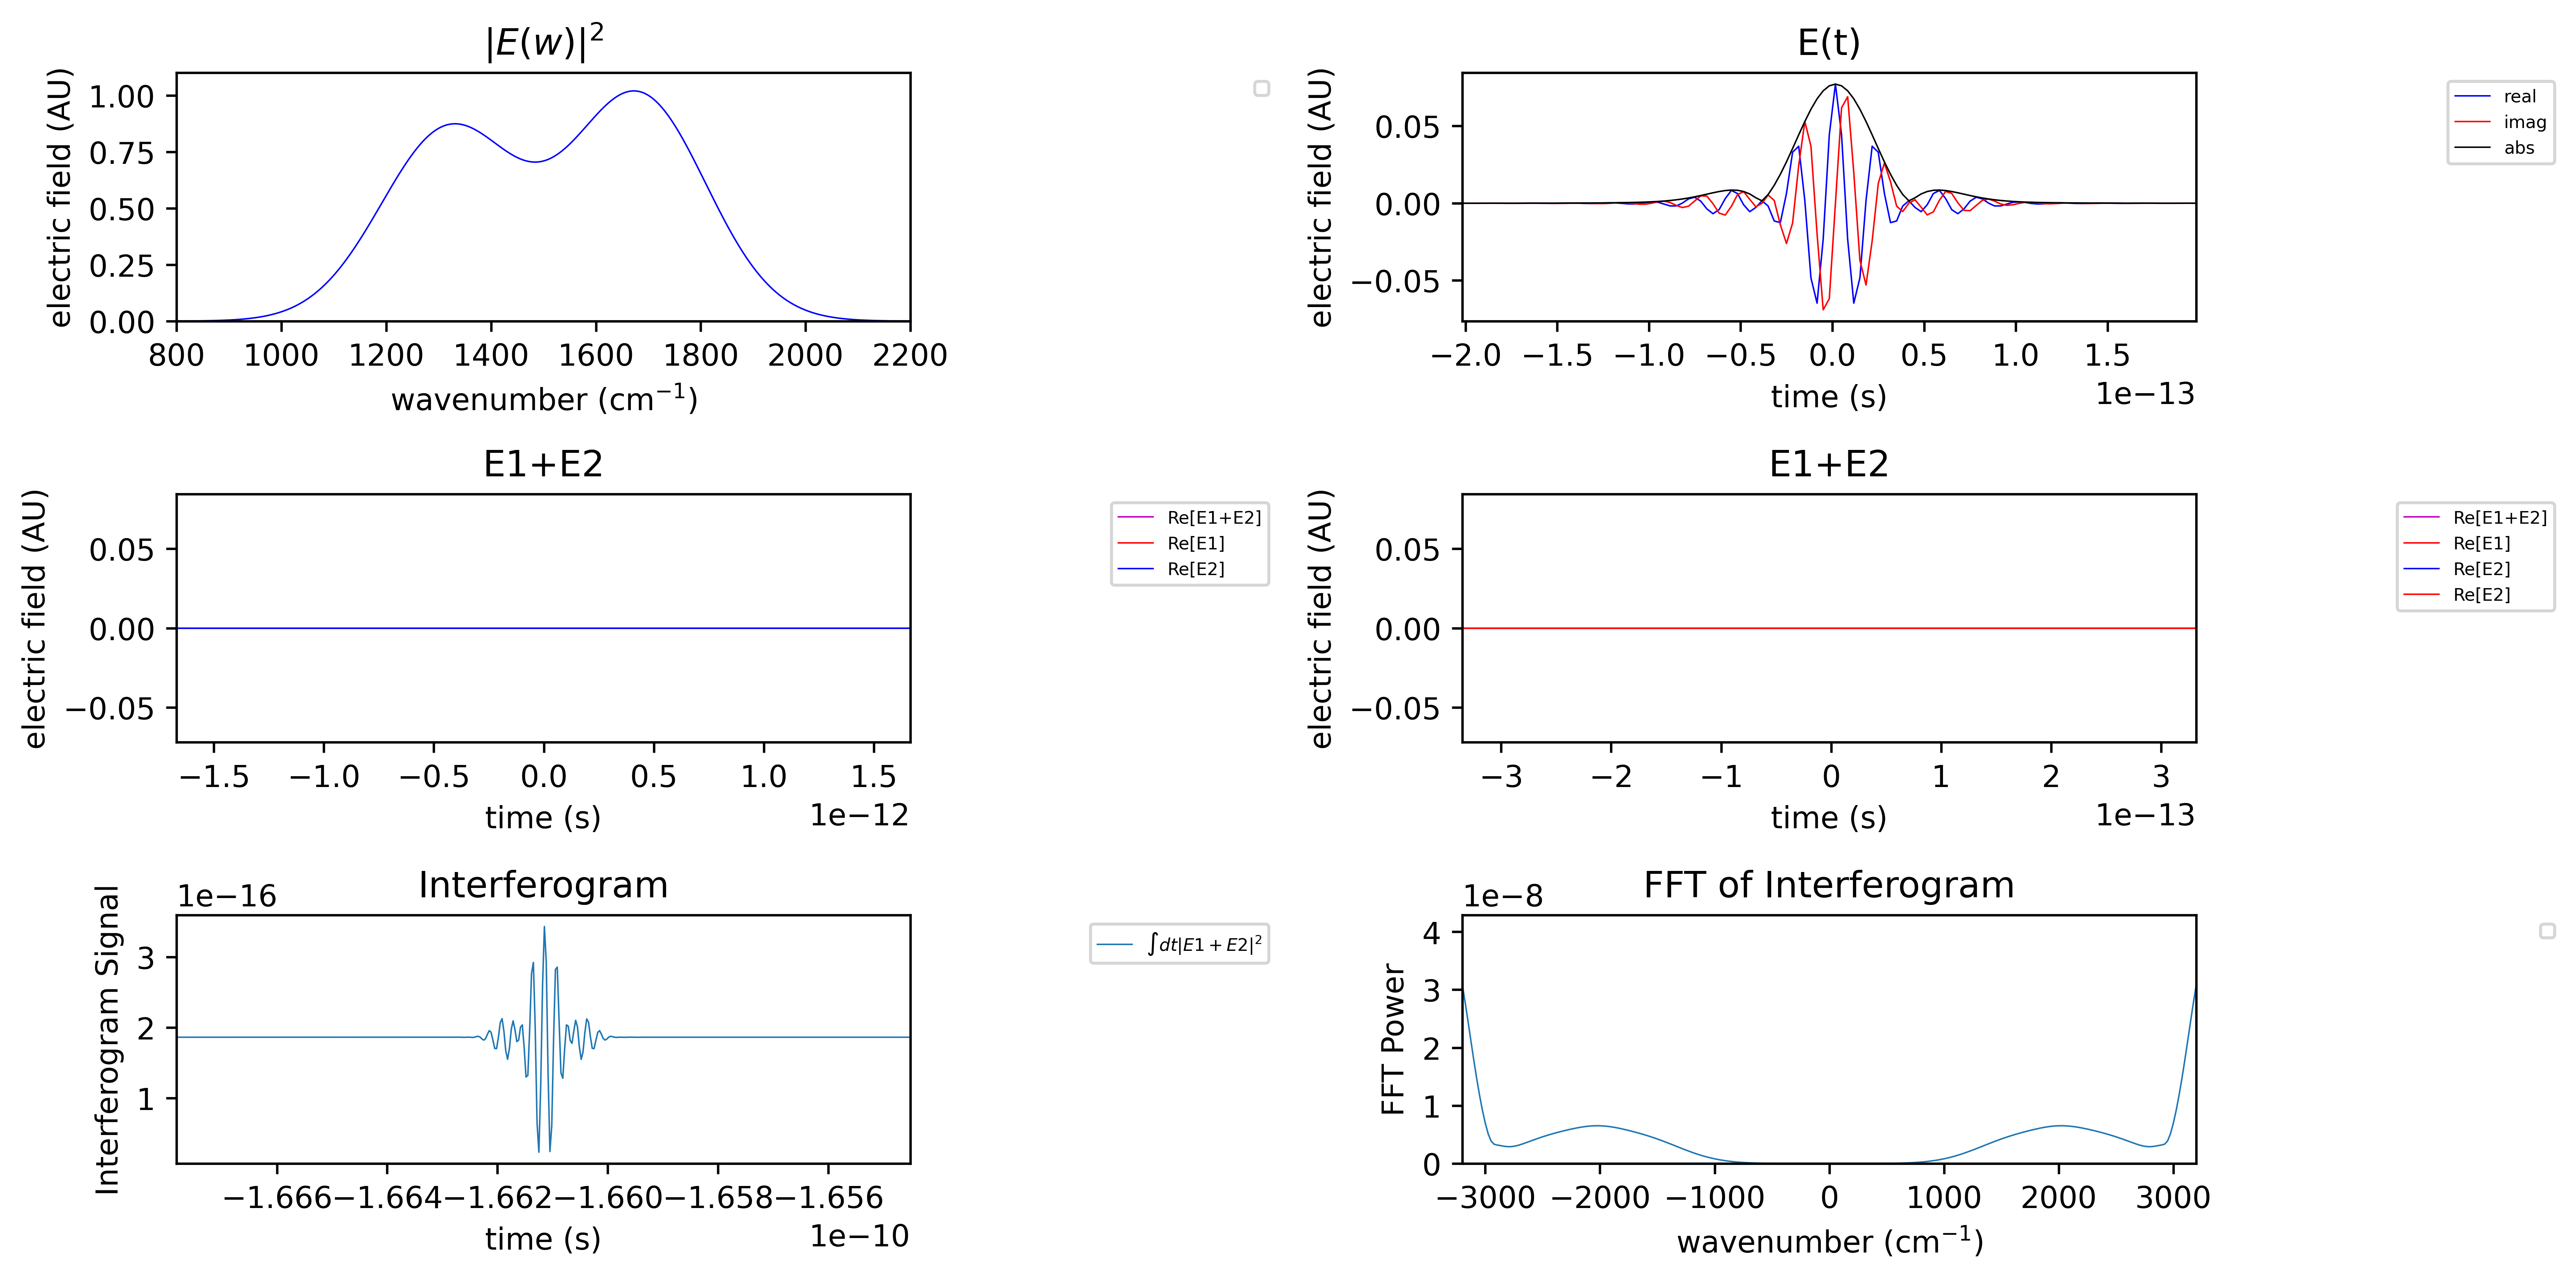 |E(w)|²
electric field (AU)
1.00
0.75
0.50
0.25
0.00
800 1000 1200 1400 1600 1800 2000 2200
wavenumber (cm⁻¹)
E(t)
electric field (AU)
0.05
0.00
−0.05
−2.0 −1.5 −1.0 −0.5 0.0 0.5 1.0 1.5
1e−13
time (s)
real
imag
abs
E1+E2
electric field (AU)
0.05
0.00
−0.05
−1.5 −1.0 −0.5 0.0 0.5 1.0 1.5
1e−12
time (s)
Re[E1+E2]
Re[E1]
Re[E2]
E1+E2
electric field (AU)
0.05
0.00
−0.05
−3 −2 −1 0 1 2 3
1e−13
time (s)
Re[E1+E2]
Re[E1]
Re[E2]
Re[E2]
Interferogram
1e−16
Interferogram Signal
3
2
1
−1.666 −1.664 −1.662 −1.660 −1.658 −1.656
1e−10
time (s)
∫dt|E1 + E2|²
FFT of Interferogram
1e−8
FFT Power
4
3
2
1
0
−3000 −2000 −1000 0 1000 2000 3000
wavenumber (cm⁻¹)